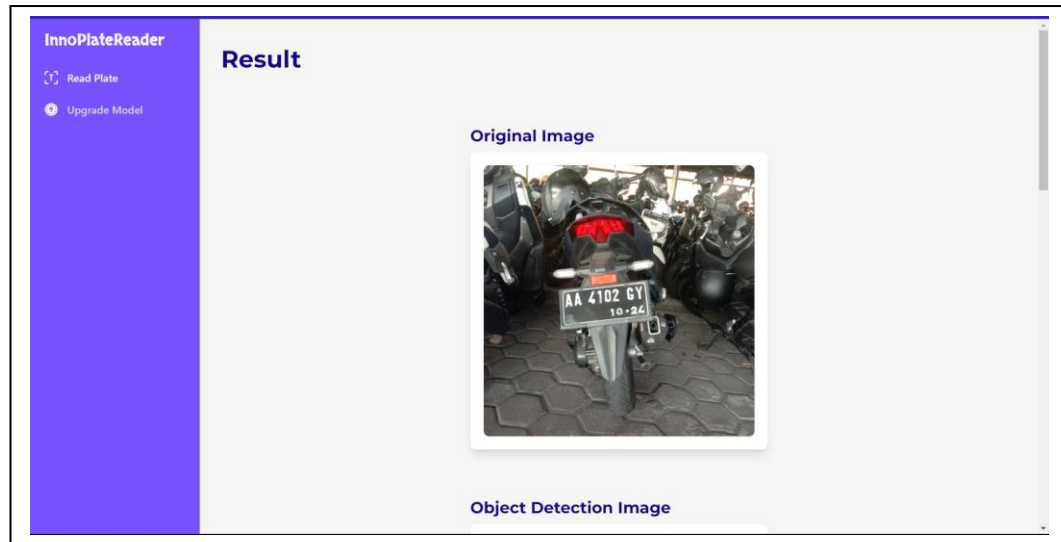 InnoPlateReader
Read Plate
Upgrade Model
Result
Original Image
AA 4102 GY
10·24
Object Detection Image